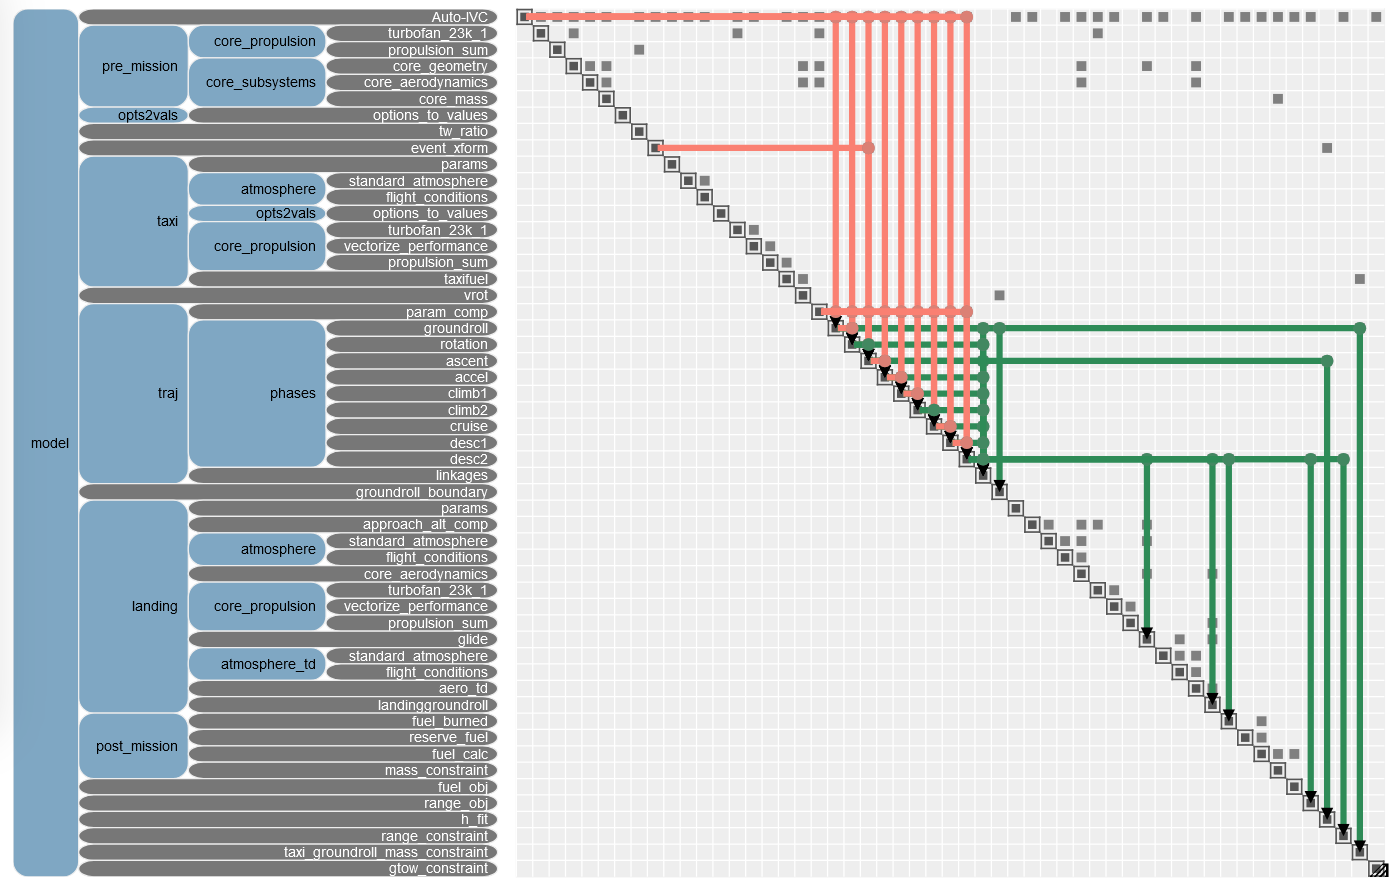 Auto-IVC
turbofan_23k_1
core_propulsion
propulsion_sum
pre_mission
core_geometry
core_subsystems
core_aerodynamics
core_mass
opts2vals
options_to_values
tw_ratio
event_xform
params
standard_atmosphere
atmosphere
flight_conditions
taxi
opts2vals
options_to_values
turbofan_23k_1
core_propulsion
vectorize_performance
propulsion_sum
taxifuel
vrot
param_comp
groundroll
rotation
ascent
accel
traj
phases
climb1
climb2
cruise
desc1
model
desc2
linkages
groundroll_boundary
params
approach_alt_comp
standard_atmosphere
atmosphere
flight_conditions
core_aerodynamics
turbofan_23k_1
landing
core_propulsion
vectorize_performance
propulsion_sum
glide
standard_atmosphere
atmosphere_td
flight_conditions
aero_td
landinggroundroll
fuel_burned
reserve_fuel
post_mission
fuel_calc
mass_constraint
fuel_obj
range_obj
h_fit
range_constraint
taxi_groundroll_mass_constraint
gtow_constraint